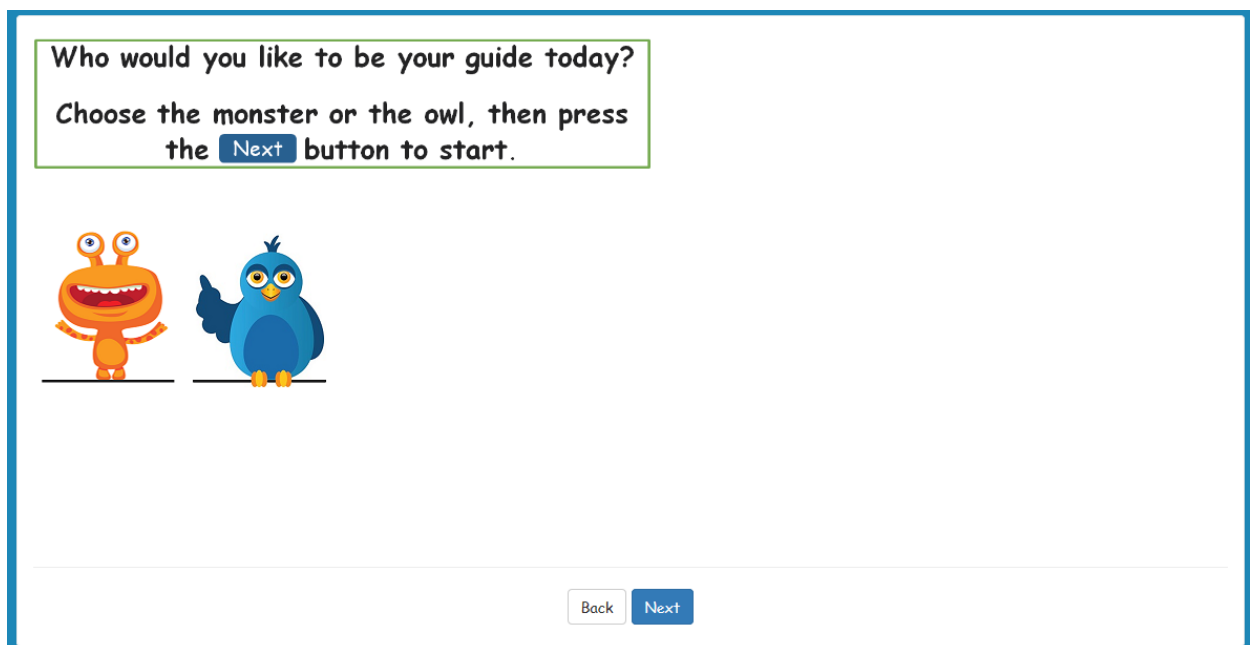 Who would you like to be your guide today?
Choose the monster or the owl, then press
the Next button to start.
Back
Next